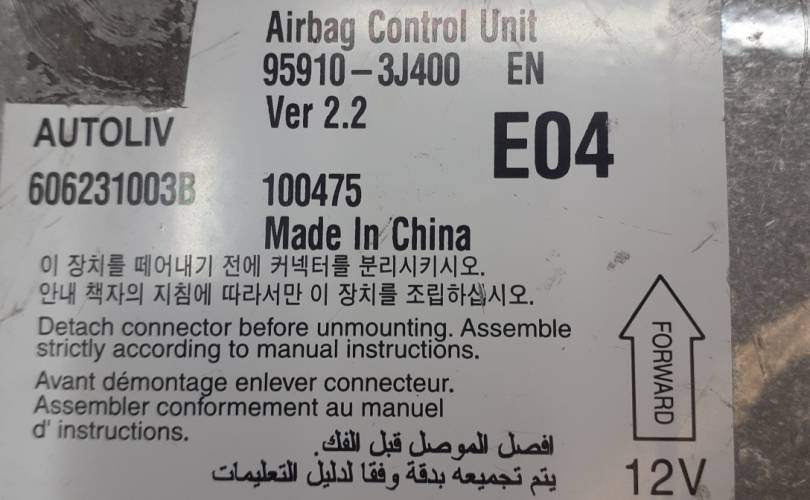 Airbag Control Unit
95910-3J400 EN
Ver 2.2
E04
AUTOLIV
606231003B 100475
Made In China
이 장치를 떼어내기 전에 커넥터를 분리시키시오.
안내 책자의 지침에 따라서만 이 장치를 조립하십시오.
Detach connector before unmounting. Assemble
strictly according to manual instructions.
Avant démontage enlever connecteur.
Assembler conformement au manuel
d' instructions.
افصل الموصل قبل الفك.
يتم تجميعه بدقة وفقا لدليل التعليمات
FORWARD
12V